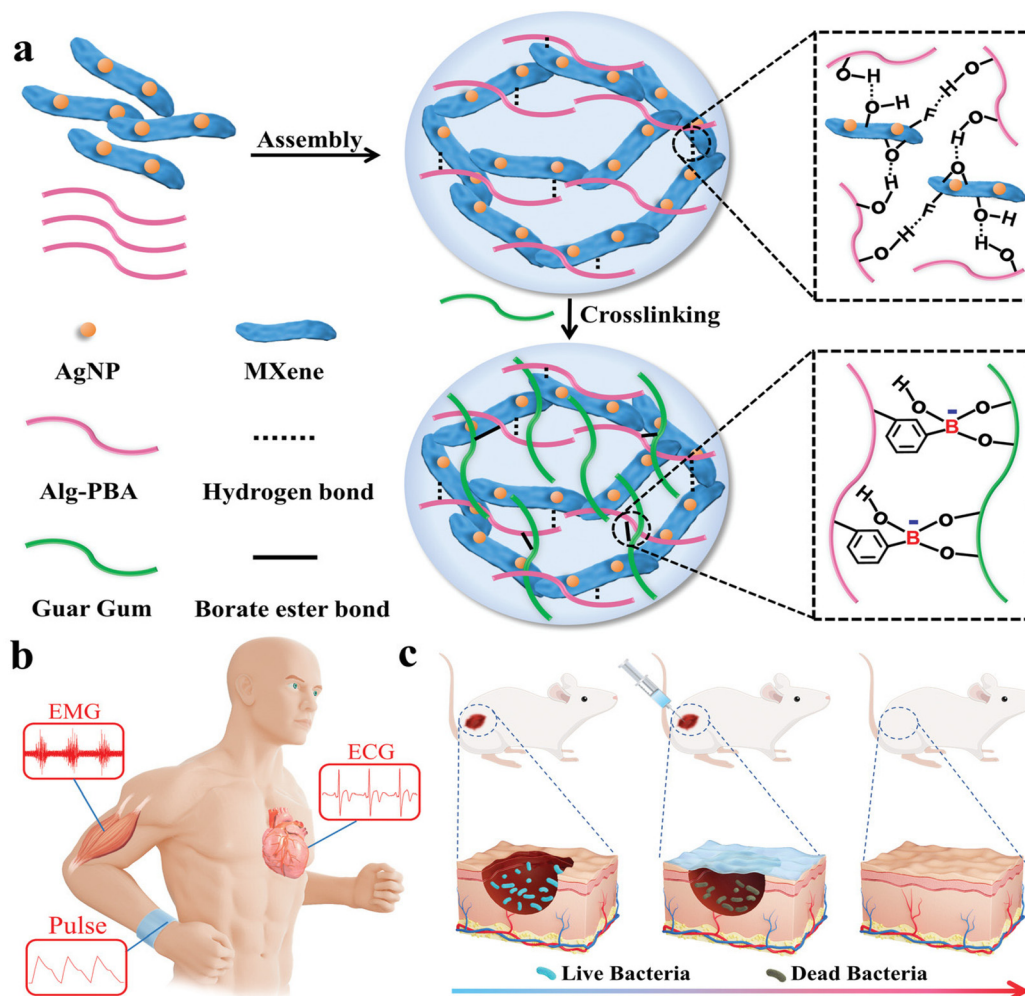 a
Assembly
Crosslinking
AgNP
MXene
Alg-PBA
Hydrogen bond
Guar Gum
Borate ester bond
O
H
O
H
F
H
O
O
H
O
H
O
H
F
H
O
O
H
H
O
H
O
B
-
O
O
H
O
B
-
O
O
b
EMG
ECG
Pulse
c
Live Bacteria
Dead Bacteria